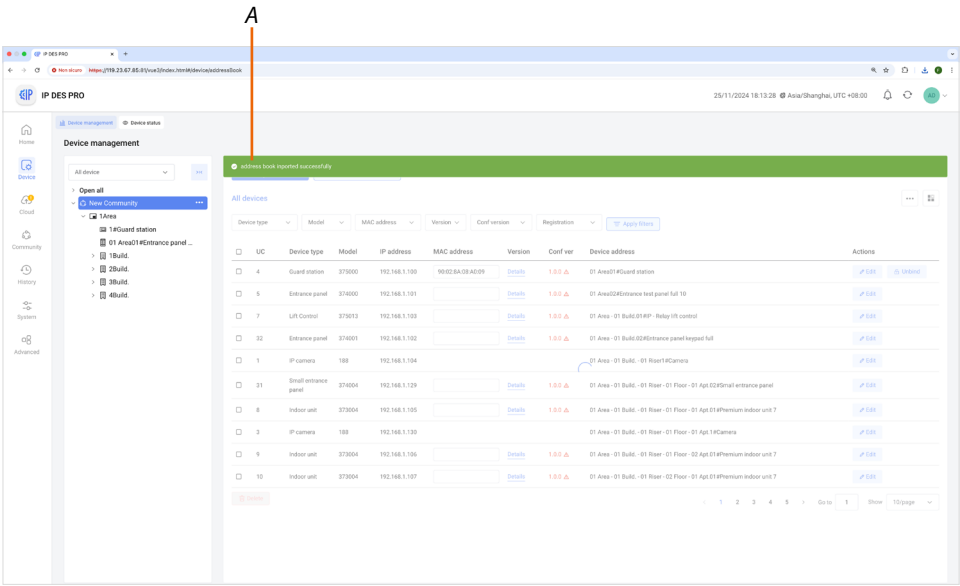 A
IP DES PRO
Non sicuro https://119.23.67.85:81/vue3/index.html#/device/addressBook
IP DES PRO
25/11/2024 18:13:28 @ Asia/Shanghai, UTC +08:00
AD
Device management Device status
Home
Device management
Device
Cloud
Community
History
System
Advanced
All device
Open all
New Community
1Area
1#Guard station
01 Area01#Entrance panel ...
1Build.
2Build.
3Build.
4Build.
address book inported successfully
All devices
Device type Model MAC address Version Conf version Registration Apply filters
UC Device type Model IP address MAC address Version Conf ver Device address Actions
4 Guard station 375000 192.168.1.100 90:02:8A:08:A0:09 Details 1.0.0 01 Area01#Guard station Edit Unbind
5 Entrance panel 374000 192.168.1.101 Details 1.0.0 01 Area02#Entrance test panel full 10 Edit
7 Lift Control 375013 192.168.1.103 Details 1.0.0 01 Area - 01 Build.01#IP - Relay lift control Edit
32 Entrance panel 374001 192.168.1.102 Details 1.0.0 01 Area - 01 Build.02#Entrance panel keypad full Edit
1 IP camera 188 192.168.1.104 01 Area - 01 Build. - 01 Riser1#Camera Edit
31 Small entrance panel 374004 192.168.1.129 Details 1.0.0 01 Area - 01 Build. - 01 Riser - 01 Floor - 01 Apt.02#Small entrance panel Edit
8 Indoor unit 373004 192.168.1.105 Details 1.0.0 01 Area - 01 Build. - 01 Riser - 01 Floor - 01 Apt.01#Premium indoor unit 7 Edit
3 IP camera 188 192.168.1.130 01 Area - 01 Build. - 01 Riser - 01 Floor - 01 Apt.1#Camera Edit
9 Indoor unit 373004 192.168.1.106 Details 1.0.0 01 Area - 01 Build. - 01 Riser - 01 Floor - 02 Apt.01#Premium indoor unit 7 Edit
10 Indoor unit 373004 192.168.1.107 Details 1.0.0 01 Area - 01 Build. - 01 Riser - 02 Floor - 01 Apt.01#Premium indoor unit 7 Edit
Delete
1 2 3 4 5 Go to 1 Show 10/page